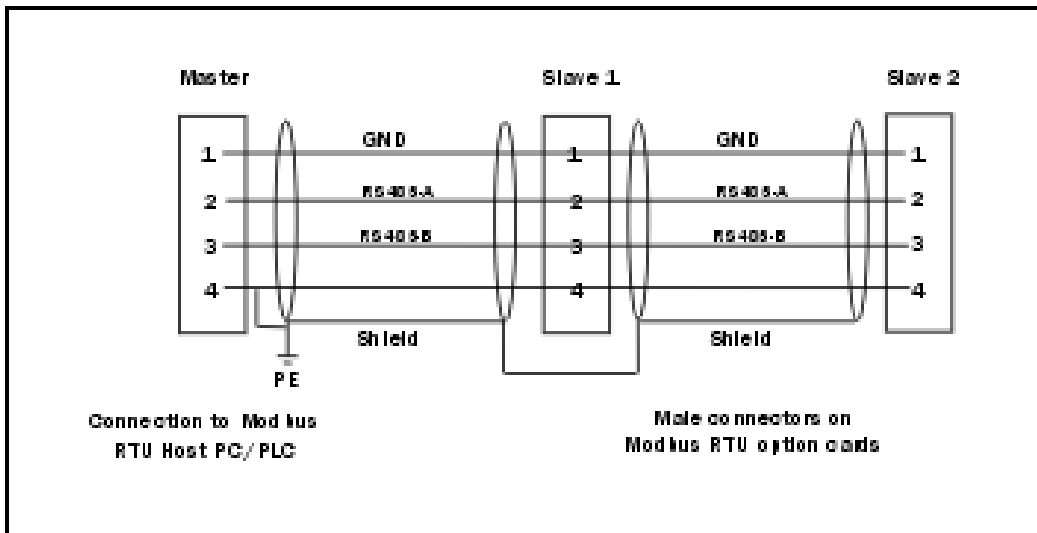 Master
Slave 1
Slave 2
1 GND 1 GND 1
2 RS485-A 2 RS485-A 2
3 RS485-B 3 RS485-B 3
4 4 4
Shield
Shield
PE
Connection to Modbus
RTU Host PC/PLC
Male connectors on
Modbus RTU option cards